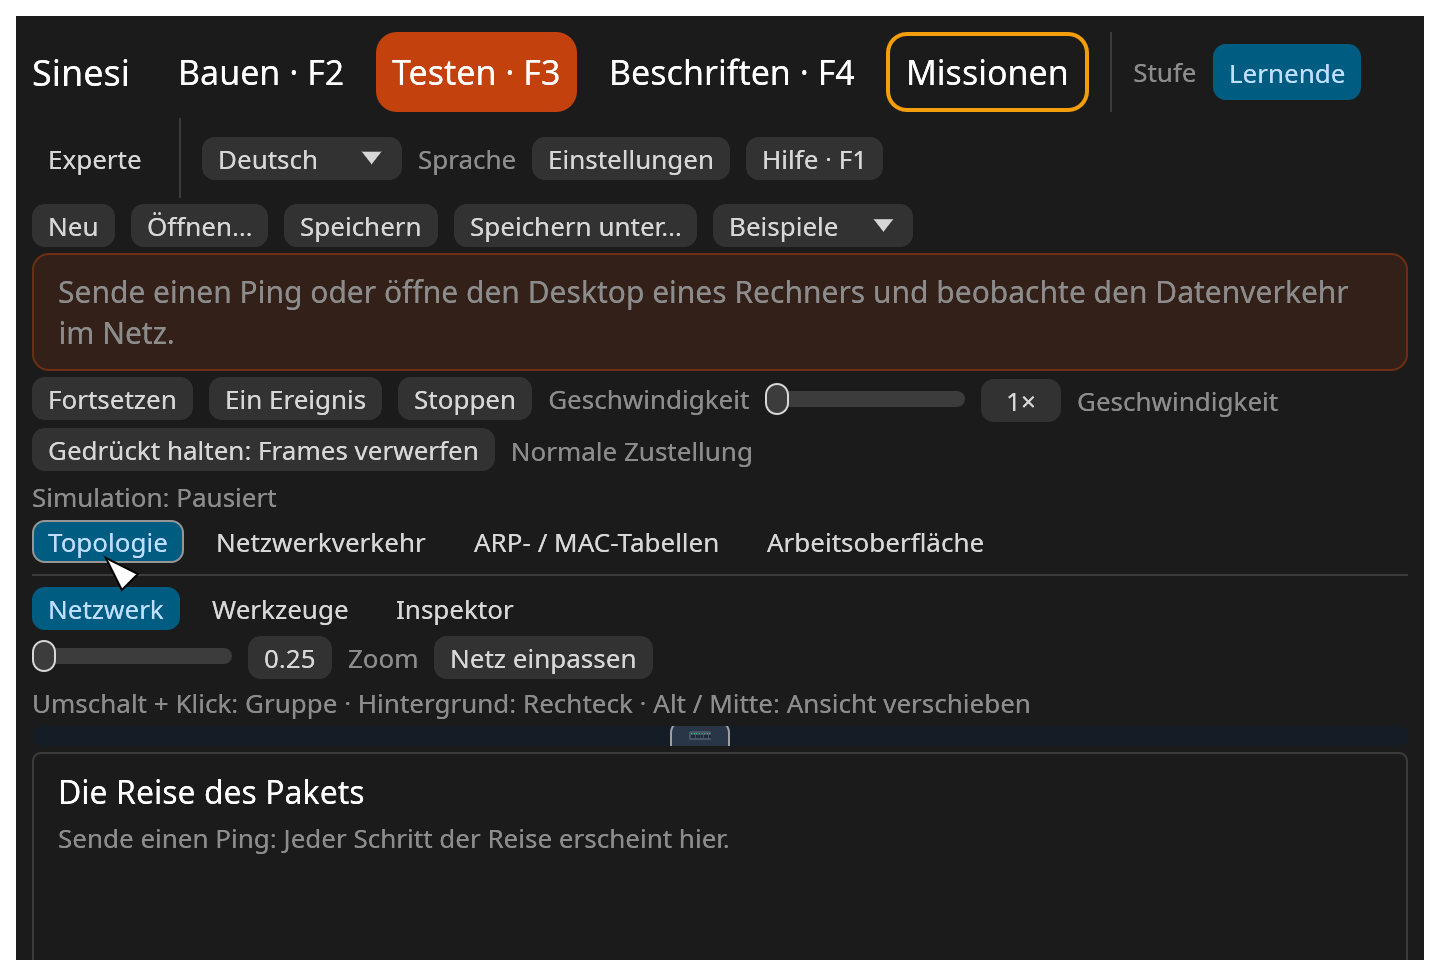 Sinesi Bauen · F2 Testen · F3 Beschriften · F4 Missionen Stufe Lernende
Experte Deutsch Sprache Einstellungen Hilfe · F1
Neu Öffnen... Speichern Speichern unter... Beispiele
Sende einen Ping oder öffne den Desktop eines Rechners und beobachte den Datenverkehr
im Netz.
Fortsetzen Ein Ereignis Stoppen Geschwindigkeit 1× Geschwindigkeit
Gedrückt halten: Frames verwerfen Normale Zustellung
Simulation: Pausiert
Topologie Netzwerkverkehr ARP- / MAC-Tabellen Arbeitsoberfläche
Netzwerk Werkzeuge Inspektor
0.25 Zoom Netz einpassen
Umschalt + Klick: Gruppe · Hintergrund: Rechteck · Alt / Mitte: Ansicht verschieben
Die Reise des Pakets
Sende einen Ping: Jeder Schritt der Reise erscheint hier.